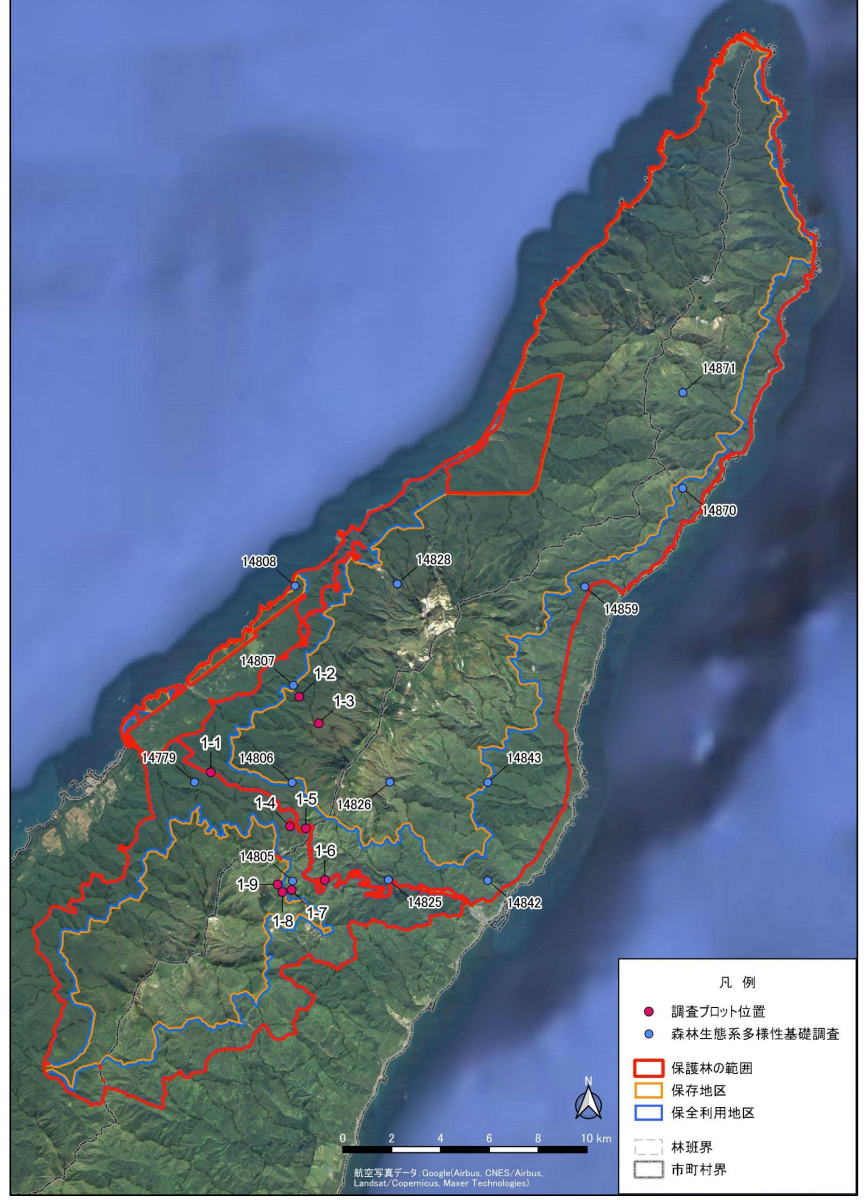 14871
14870
14828
14808
14859
14807
1-2
1-3
1-1
14779
14806
14843
14826
1-4
1-5
1-6
14805
1-9
1-8
1-7
14825
14842
凡 例
調査プロット位置
森林生態系多様性基礎調査
保護林の範囲
保存地区
保全利用地区
林班界
市町村界
N
0 2 4 6 8 10 km
航空写真データ:Google(Airbus, CNES/Airbus,
Landsat/Copernicus, Maxer Technologies)